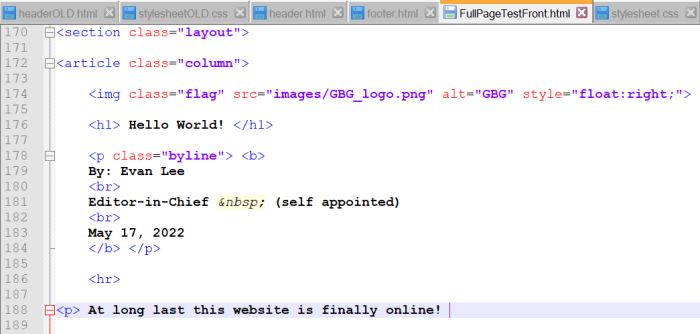 headerOLD.html stylesheetOLD.css header.html footer.html FullPageTestFront.html stylesheet.css
170 <section class="layout">
171
172 <article class="column">
173
174 <img class="flag" src="images/GBG_logo.png" alt="GBG" style="float:right;">
175
176 <h1> Hello World! </h1>
177
178 <p class="byline"> <b>
179 By: Evan Lee
180 <br>
181 Editor-in-Chief &nbsp; (self appointed)
182 <br>
183 May 17, 2022
184 </b> </p>
185
186 <hr>
187
188 <p> At long last this website is finally online!
189